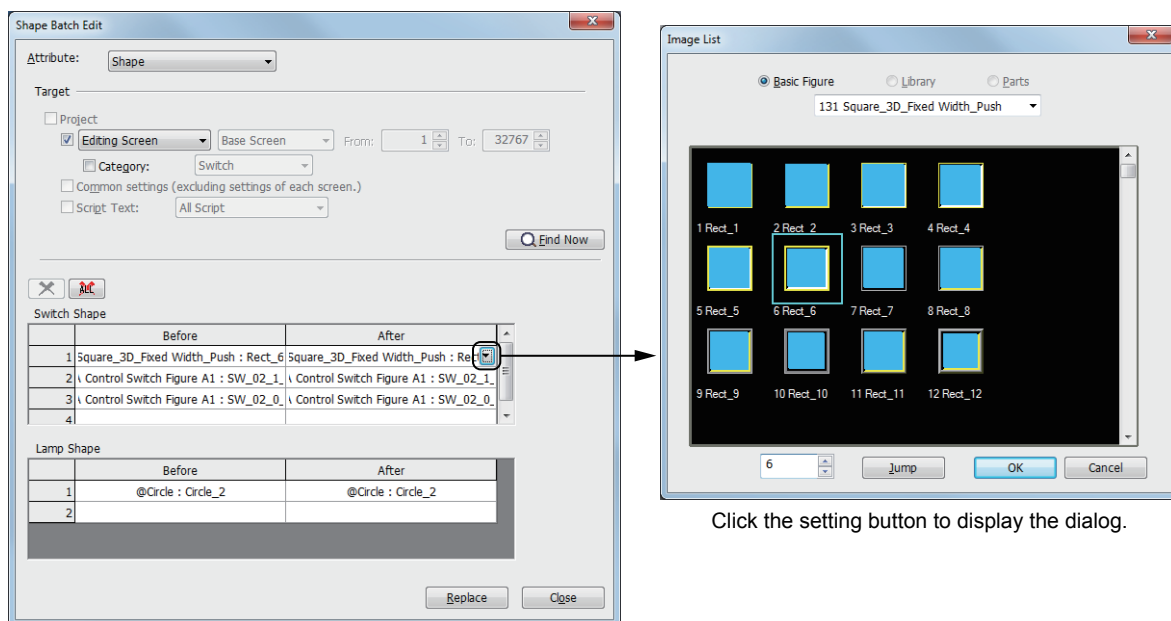 Shape Batch Edit
Attribute: Shape
Target
Project
Editing Screen Base Screen From: 1 To: 32767
Category: Switch
Common settings (excluding settings of each screen.)
Script Text: All Script
Find Now
ALL
Switch Shape
Before After
1 Square_3D_Fixed Width_Push : Rect_6 Square_3D_Fixed Width_Push : Rec
2 \ Control Switch Figure A1 : SW_02_1_ \ Control Switch Figure A1 : SW_02_1_
3 \ Control Switch Figure A1 : SW_02_0_ \ Control Switch Figure A1 : SW_02_0_
4
Lamp Shape
Before After
1 @Circle : Circle_2 @Circle : Circle_2
2
Replace Close
Image List
Basic Figure Library Parts
131 Square_3D_Fixed Width_Push
1 Rect_1 2 Rect_2 3 Rect_3 4 Rect_4
5 Rect_5 6 Rect_6 7 Rect_7 8 Rect_8
9 Rect_9 10 Rect_10 11 Rect_11 12 Rect_12
6 Jump OK Cancel
Click the setting button to display the dialog.